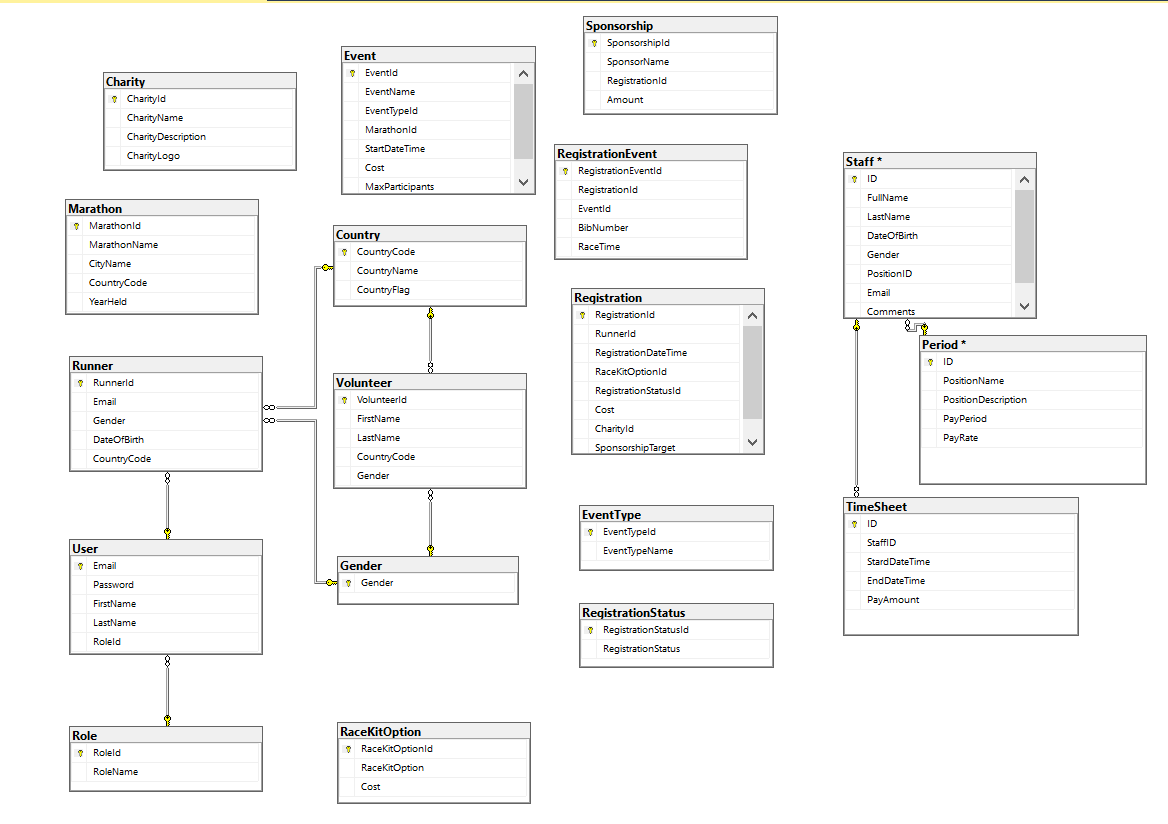 Sponsorship
SponsorshipId
SponsorName
RegistrationId
Amount
Event
EventId
EventName
EventTypeId
MarathonId
StartDateTime
Cost
MaxParticipants
Charity
CharityId
CharityName
CharityDescription
CharityLogo
RegistrationEvent
RegistrationEventId
RegistrationId
EventId
BibNumber
RaceTime
Staff *
ID
FullName
LastName
DateOfBirth
Gender
PositionID
Email
Comments
Marathon
MarathonId
MarathonName
CityName
CountryCode
YearHeld
Country
CountryCode
CountryName
CountryFlag
Registration
RegistrationId
RunnerId
RegistrationDateTime
RaceKitOptionId
RegistrationStatusId
Cost
CharityId
SponsorshipTarget
Period *
ID
PositionName
PositionDescription
PayPeriod
PayRate
Runner
RunnerId
Email
Gender
DateOfBirth
CountryCode
Volunteer
VolunteerId
FirstName
LastName
CountryCode
Gender
TimeSheet
ID
StaffID
StardDateTime
EndDateTime
PayAmount
EventType
EventTypeId
EventTypeName
User
Email
Password
FirstName
LastName
RoleId
Gender
Gender
RegistrationStatus
RegistrationStatusId
RegistrationStatus
Role
RoleId
RoleName
RaceKitOption
RaceKitOptionId
RaceKitOption
Cost